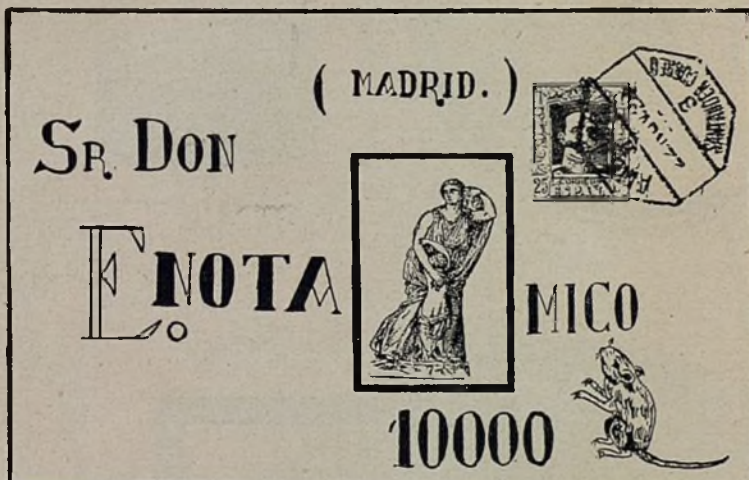 ( MADRID. )
SR. DON
E.o NOTA
MICO
10000